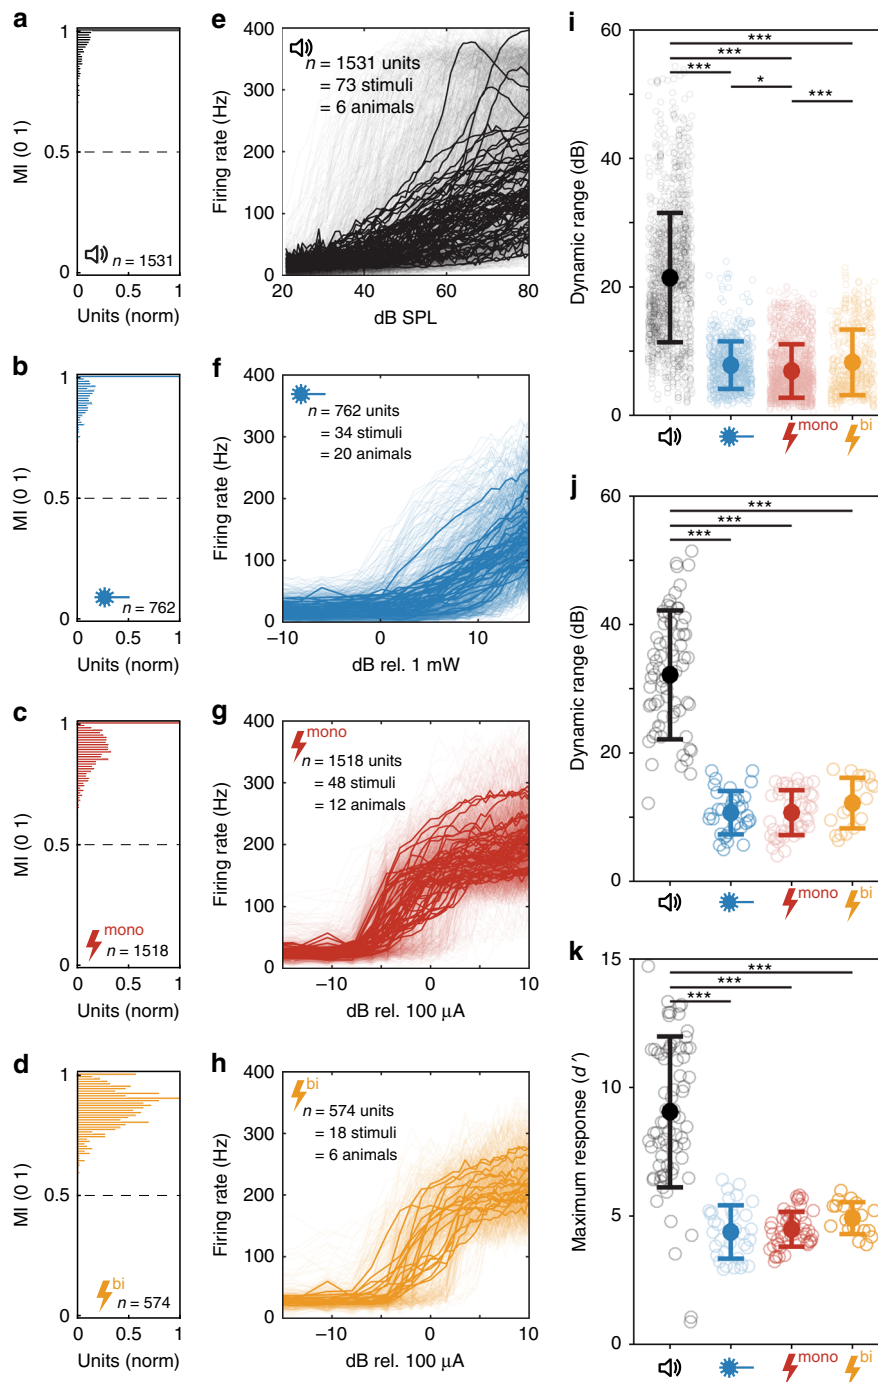 a
1
0.5
0
MI (0 1)
n = 1531
0 0.5 1
Units (norm)
b
1
0.5
0
MI (0 1)
n = 762
0 0.5 1
Units (norm)
c
1
0.5
0
MI (0 1)
mono
n = 1518
0 0.5 1
Units (norm)
d
1
0.5
0
MI (0 1)
bi
n = 574
0 0.5 1
Units (norm)
e
400
300
200
100
0
Firing rate (Hz)
n = 1531 units
= 73 stimuli
= 6 animals
20 40 60 80
dB SPL
f
400
300
200
100
0
Firing rate (Hz)
n = 762 units
= 34 stimuli
= 20 animals
–10 0 10
dB rel. 1 mW
g
400
300
200
100
0
Firing rate (Hz)
mono
n = 1518 units
= 48 stimuli
= 12 animals
−10 0 10
dB rel. 100 μA
h
400
300
200
100
0
Firing rate (Hz)
bi
n = 574 units
= 18 stimuli
= 6 animals
−10 0 10
dB rel. 100 μA
i
60
40
20
0
Dynamic range (dB)
***
***
***
*
***
mono
bi
j
60
40
20
0
Dynamic range (dB)
***
***
***
mono
bi
k
15
10
5
0
Maximum response (d′)
***
***
***
mono
bi